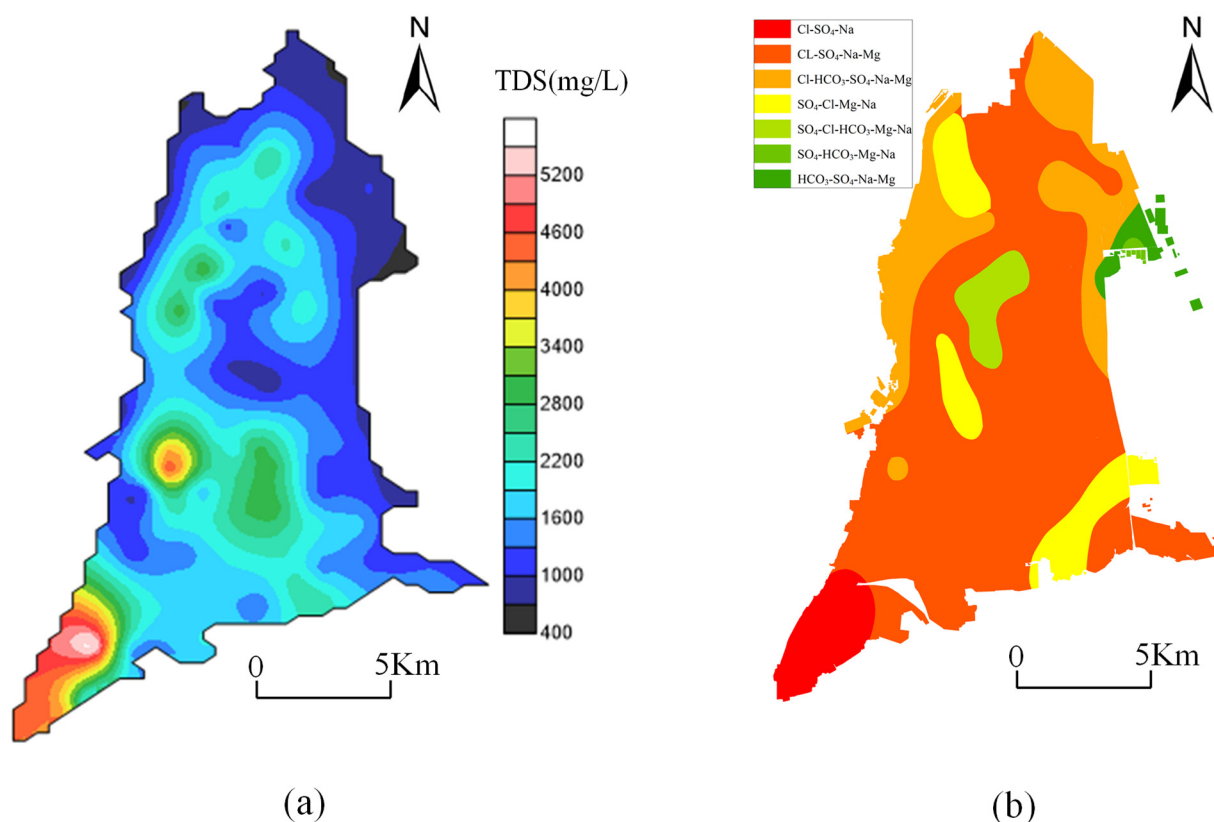 N
TDS(mg/L)
5200
4600
4000
3400
2800
2200
1600
1000
400
0 5Km
(a)
Cl-SO₄-Na
CL-SO₄-Na-Mg
Cl-HCO₃-SO₄-Na-Mg
SO₄-Cl-Mg-Na
SO₄-Cl-HCO₃-Mg-Na
SO₄-HCO₃-Mg-Na
HCO₃-SO₄-Na-Mg
N
0 5Km
(b)